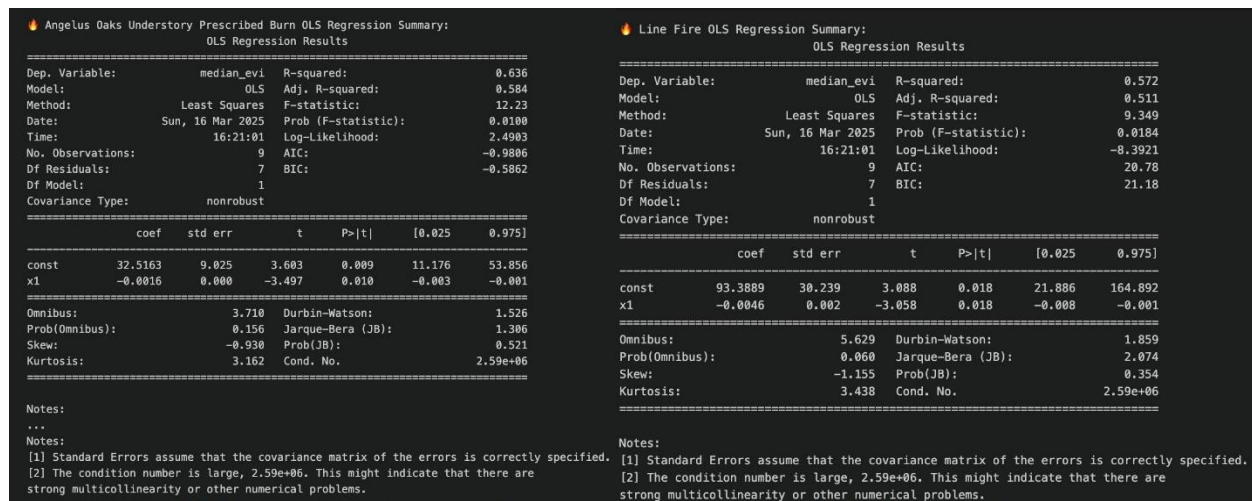 🔥 Angelus Oaks Understory Prescribed Burn OLS Regression Summary:
OLS Regression Results
==============================================================================
Dep. Variable: median_evi R-squared: 0.636
Model: OLS Adj. R-squared: 0.584
Method: Least Squares F-statistic: 12.23
Date: Sun, 16 Mar 2025 Prob (F-statistic): 0.0100
Time: 16:21:01 Log-Likelihood: 2.4903
No. Observations: 9 AIC: -0.9806
Df Residuals: 7 BIC: -0.5862
Df Model: 1
Covariance Type: nonrobust
==============================================================================
coef std err t P>|t| [0.025 0.975]
------------------------------------------------------------------------------
const 32.5163 9.025 3.603 0.009 11.176 53.856
x1 -0.0016 0.000 -3.497 0.010 -0.003 -0.001
==============================================================================
Omnibus: 3.710 Durbin-Watson: 1.526
Prob(Omnibus): 0.156 Jarque-Bera (JB): 1.306
Skew: -0.930 Prob(JB): 0.521
Kurtosis: 3.162 Cond. No. 2.59e+06
==============================================================================
Notes:
...
Notes:
[1] Standard Errors assume that the covariance matrix of the errors is correctly specified.
[2] The condition number is large, 2.59e+06. This might indicate that there are
strong multicollinearity or other numerical problems.
🔥 Line Fire OLS Regression Summary:
OLS Regression Results
==============================================================================
Dep. Variable: median_evi R-squared: 0.572
Model: OLS Adj. R-squared: 0.511
Method: Least Squares F-statistic: 9.349
Date: Sun, 16 Mar 2025 Prob (F-statistic): 0.0184
Time: 16:21:01 Log-Likelihood: -8.3921
No. Observations: 9 AIC: 20.78
Df Residuals: 7 BIC: 21.18
Df Model: 1
Covariance Type: nonrobust
==============================================================================
coef std err t P>|t| [0.025 0.975]
------------------------------------------------------------------------------
const 93.3889 30.239 3.088 0.018 21.886 164.892
x1 -0.0046 0.002 -3.058 0.018 -0.008 -0.001
==============================================================================
Omnibus: 5.629 Durbin-Watson: 1.859
Prob(Omnibus): 0.060 Jarque-Bera (JB): 2.074
Skew: -1.155 Prob(JB): 0.354
Kurtosis: 3.438 Cond. No. 2.59e+06
==============================================================================
Notes:
[1] Standard Errors assume that the covariance matrix of the errors is correctly specified.
[2] The condition number is large, 2.59e+06. This might indicate that there are
strong multicollinearity or other numerical problems.